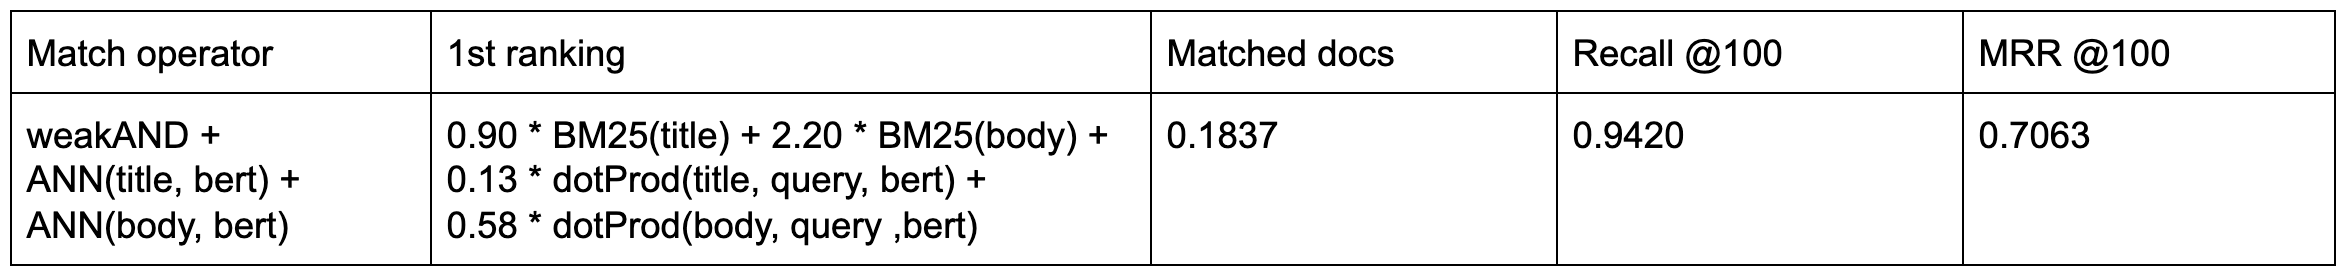 Match operator
1st ranking
Matched docs
Recall @100
MRR @100
weakAND +
ANN(title, bert) +
ANN(body, bert)
0.90 * BM25(title) + 2.20 * BM25(body) +
0.13 * dotProd(title, query, bert) +
0.58 * dotProd(body, query ,bert)
0.1837
0.9420
0.7063